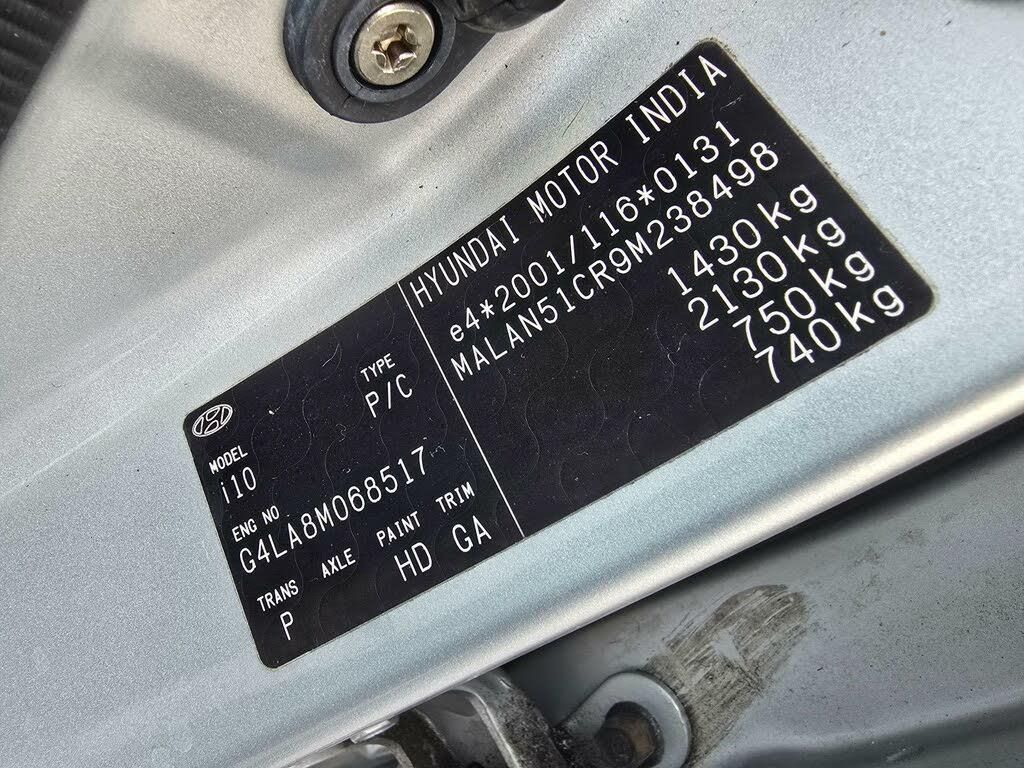 HYUNDAI MOTOR INDIA
e4*2001/116*0131
MALAN51CR9M238498
1430kg
2130kg
750kg
740kg
TYPE
P/C
MODEL
i10
ENG NO
G4LA8M068517
TRANS AXLE PAINT TRIM
P HD GA